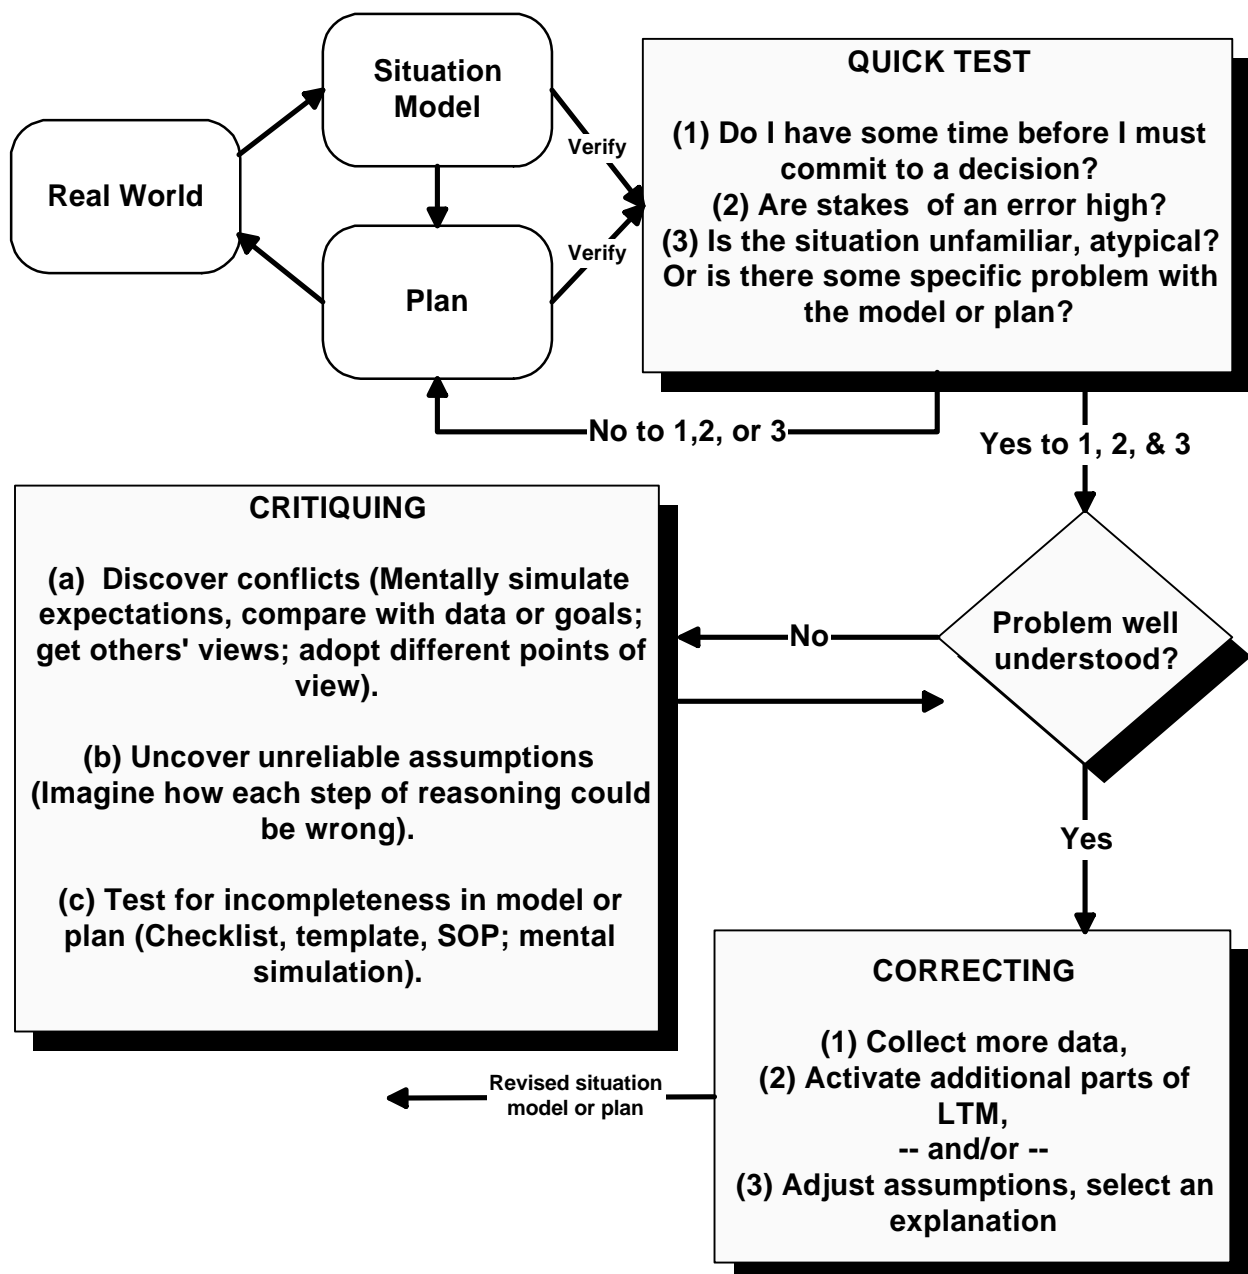 Situation
Model
Real World
Plan
Verify
Verify
QUICK TEST
(1) Do I have some time before I must
commit to a decision?
(2) Are stakes  of an error high?
(3) Is the situation unfamiliar, atypical?
Or is there some specific problem with
the model or plan?
No to 1,2, or 3
Yes to 1, 2, & 3
CRITIQUING
(a)  Discover conflicts (Mentally simulate
expectations, compare with data or goals;
get others' views; adopt different points of
view).
(b) Uncover unreliable assumptions
(Imagine how each step of reasoning could
be wrong).
(c) Test for incompleteness in model or
plan (Checklist, template, SOP; mental
simulation).
No
Problem well
understood?
Yes
CORRECTING
(1) Collect more data,
(2) Activate additional parts of
LTM,
-- and/or --
(3) Adjust assumptions, select an
explanation
Revised situation
model or plan